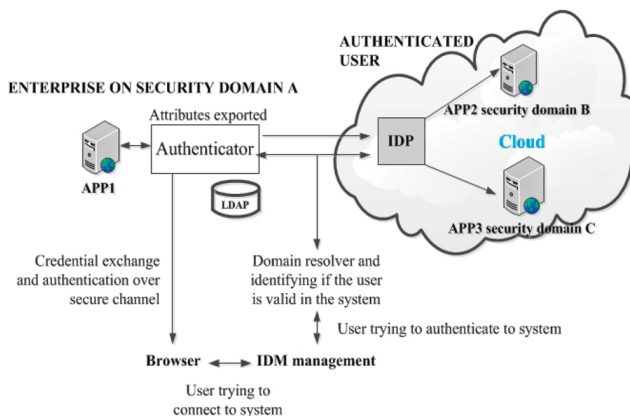 AUTHENTICATED
USER
ENTERPRISE ON SECURITY DOMAIN A
Attributes exported
Authenticator
APP1
LDAP
IDP
APP2 security domain B
Cloud
APP3 security domain C
Credential exchange
and authentication over
secure channel
Domain resolver and
identifying if the user
is valid in the system
User trying to authenticate to system
Browser
IDM management
User trying to
connect to system